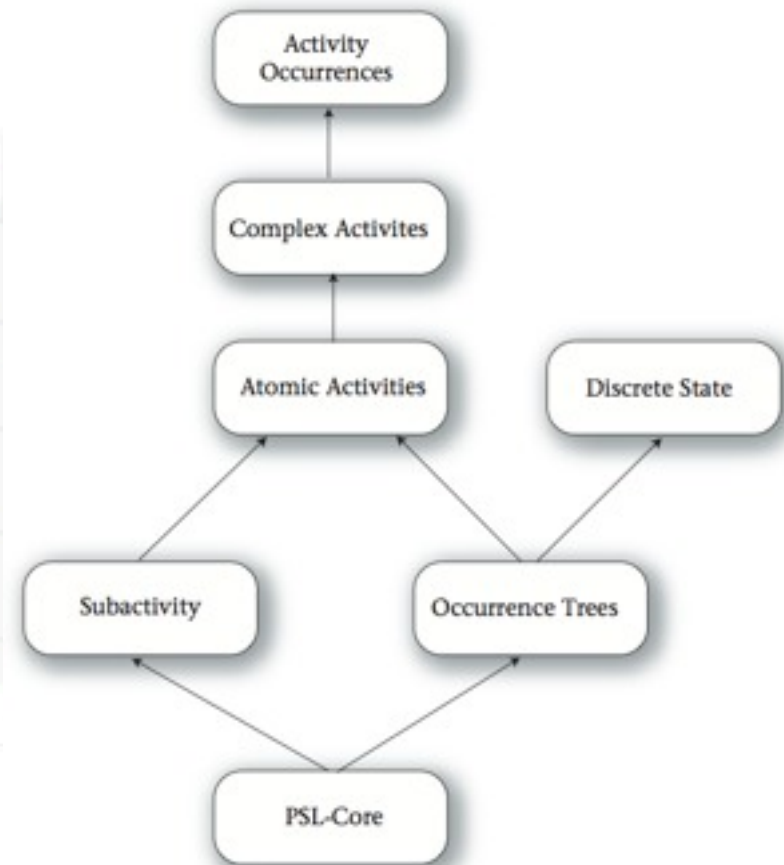 Activity
Occurrences
Complex Activites
Atomic Activities
Discrete State
Subactivity
Occurrence Trees
PSL-Core